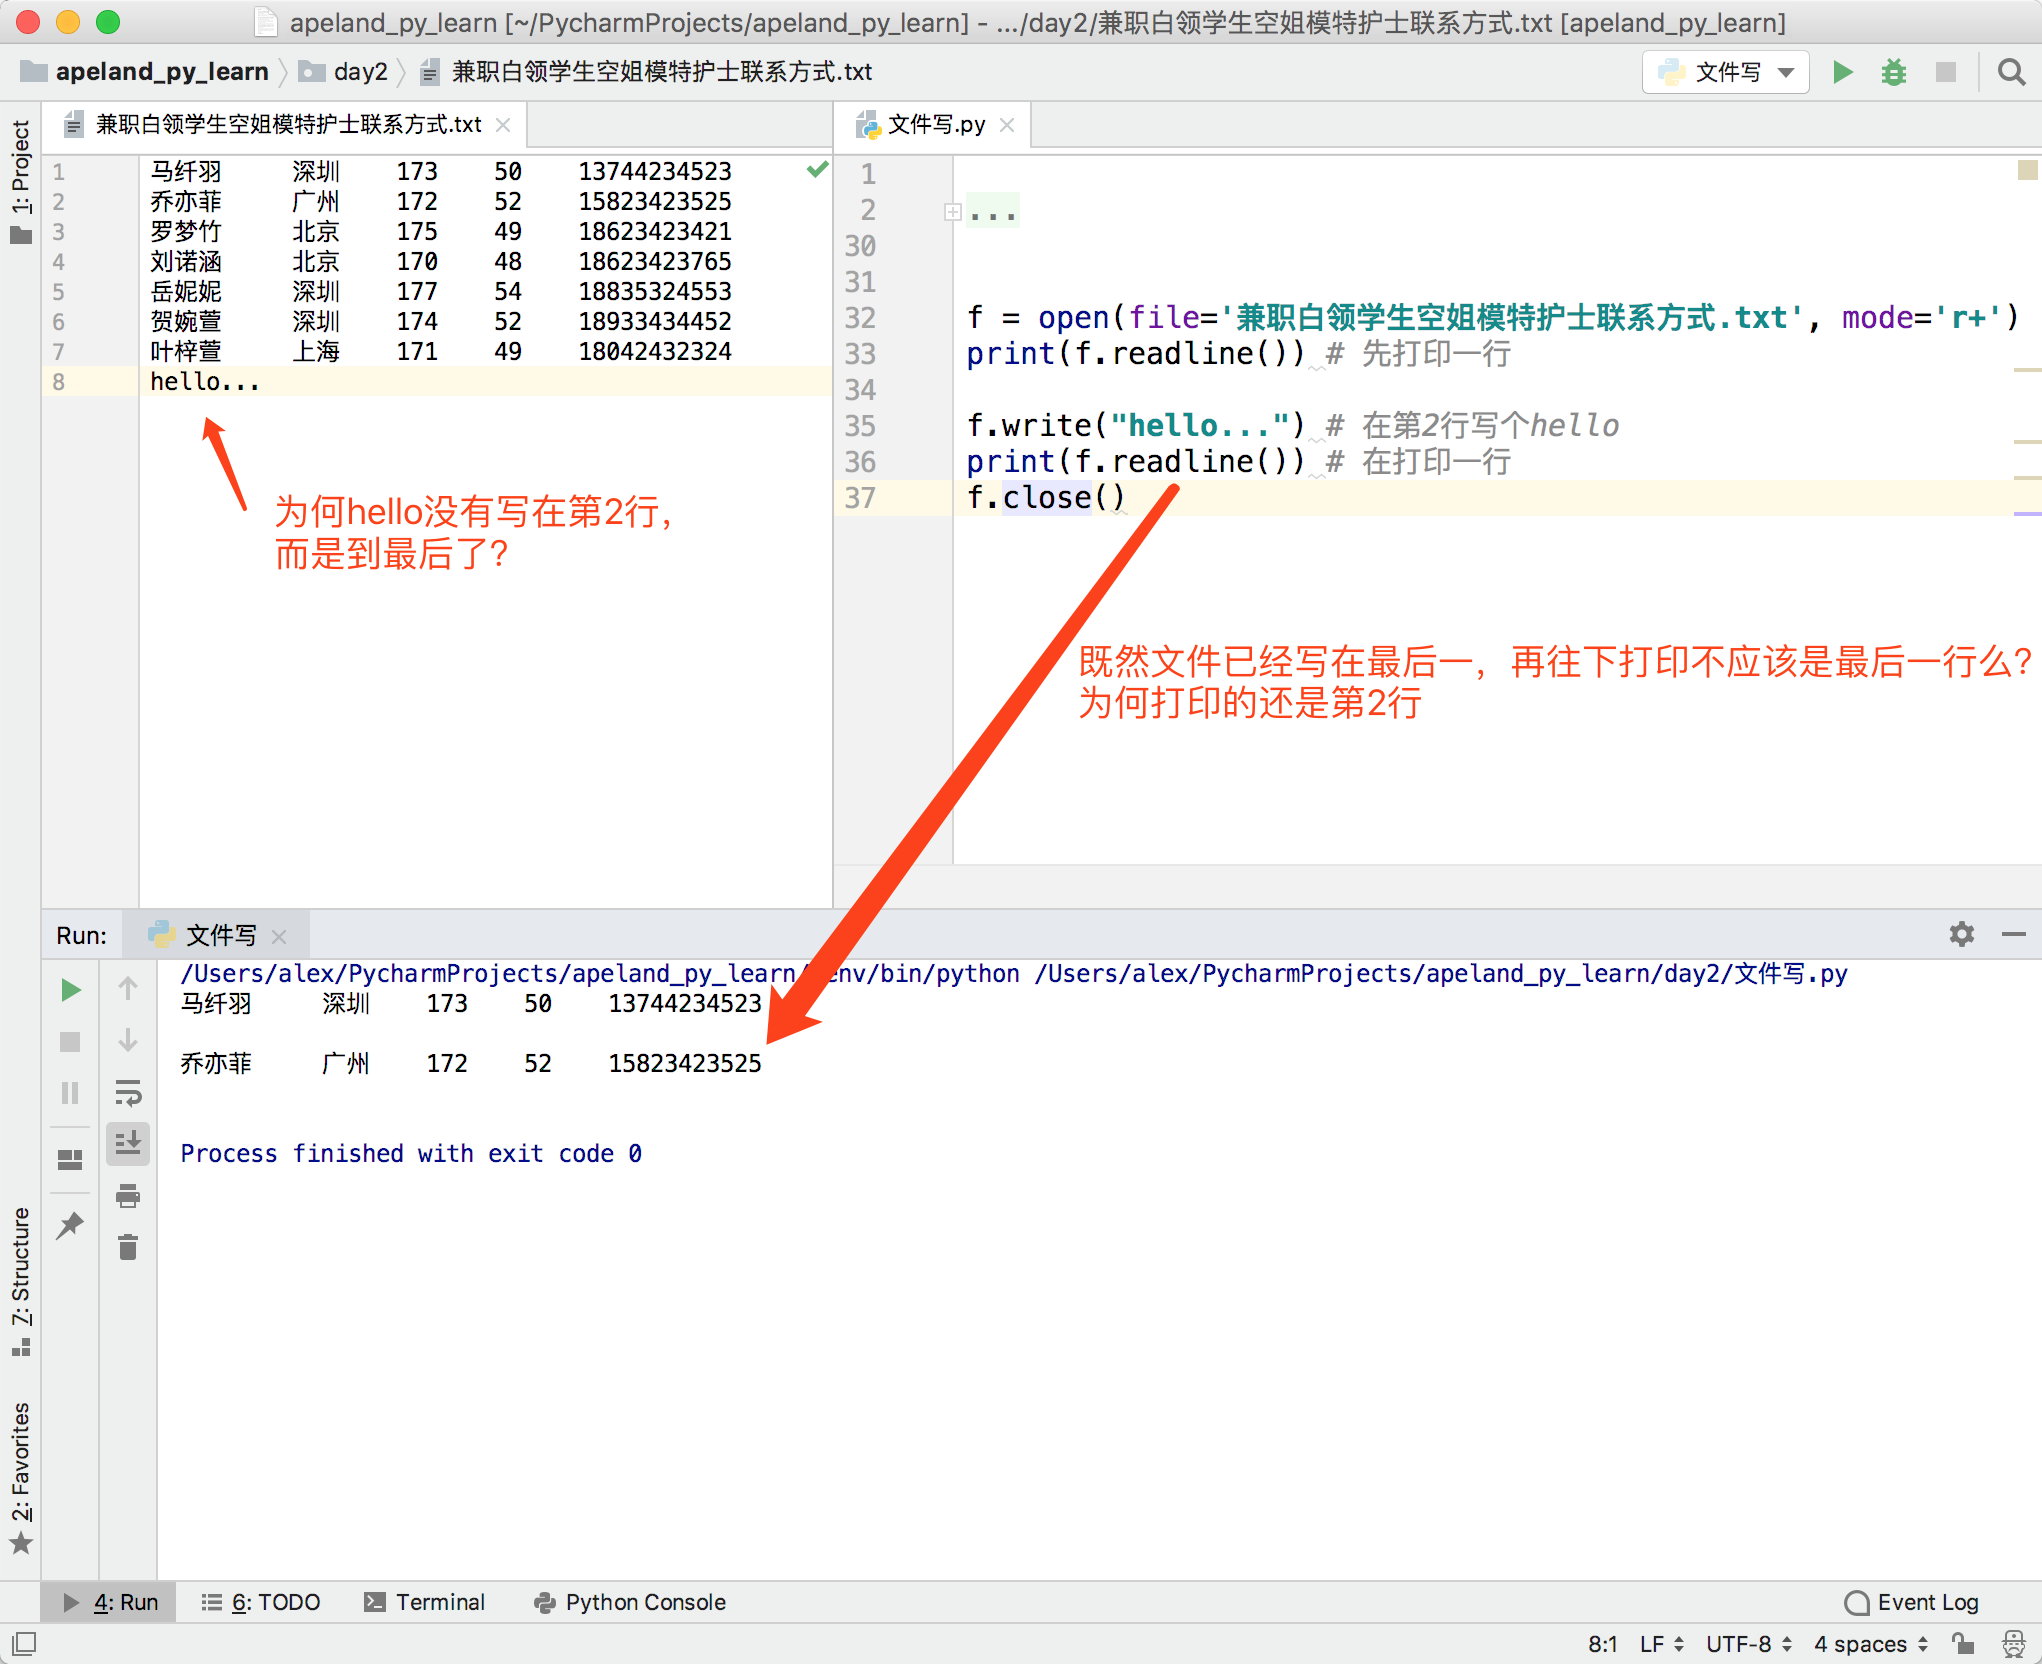 apeland_py_learn [~/PycharmProjects/apeland_py_learn] - .../day2/兼职白领学生空姐模特护士联系方式.txt [apeland_py_learn]
apeland_py_learn day2 兼职白领学生空姐模特护士联系方式.txt 文件写
1: Project
兼职白领学生空姐模特护士联系方式.txt
1 马纤羽 深圳 173 50 13744234523
2 乔亦菲 广州 172 52 15823423525
3 罗梦竹 北京 175 49 18623423421
4 刘诺涵 北京 170 48 18623423765
5 岳妮妮 深圳 177 54 18835324553
6 贺婉萱 深圳 174 52 18933434452
7 叶梓萱 上海 171 49 18042432324
8 hello...
为何hello没有写在第2行，
而是到最后了？
文件写.py
1
2 ...
30
31
32 f = open(file='兼职白领学生空姐模特护士联系方式.txt', mode='r+')
33 print(f.readline()) # 先打印一行
34
35 f.write("hello...") # 在第2行写个hello
36 print(f.readline()) # 在打印一行
37 f.close()
既然文件已经写在最后一，再往下打印不应该是最后一行么？
为何打印的还是第2行
Run: 文件写
/Users/alex/PycharmProjects/apeland_py_learn/ env/bin/python /Users/alex/PycharmProjects/apeland_py_learn/day2/文件写.py
马纤羽 深圳 173 50 13744234523
乔亦菲 广州 172 52 15823423525
Process finished with exit code 0
7: Structure
2: Favorites
4: Run 6: TODO Terminal Python Console Event Log
8:1 LF UTF-8 4 spaces